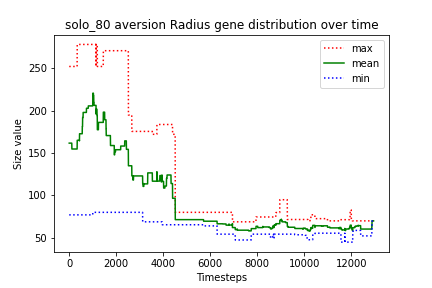 solo_80 aversion Radius gene distribution over time
max
mean
min
Size value
250
200
150
100
50
0
2000
4000
6000
8000
10000
12000
Timesteps